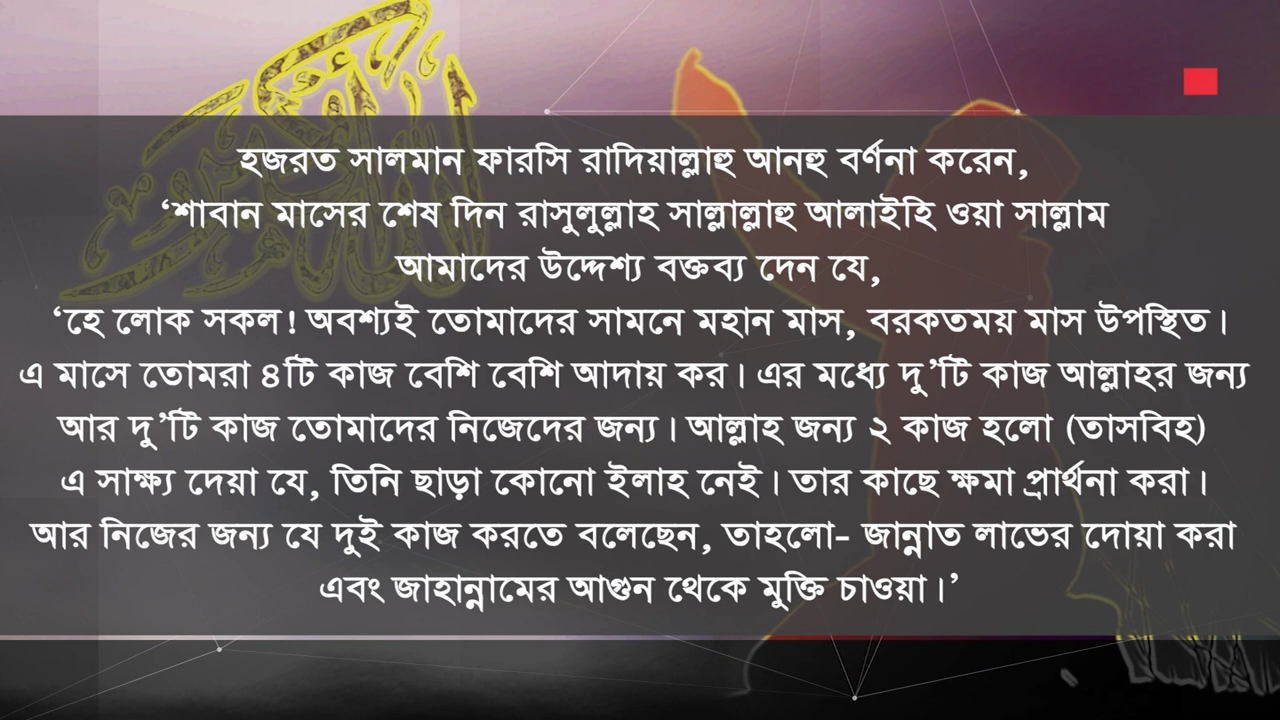 হজরত সালমান ফারসি রাদিয়াল্লাহু আনহু বর্ণনা করেন,
‘শাবান মাসের শেষ দিন রাসুলুল্লাহ সাল্লাল্লাহু আলাইহি ওয়া সাল্লাম
আমাদের উদ্দেশ্য বক্তব্য দেন যে,
‘হে লোক সকল! অবশ্যই তোমাদের সামনে মহান মাস, বরকতময় মাস উপস্থিত।
এ মাসে তোমরা ৪টি কাজ বেশি বেশি আদায় কর। এর মধ্যে দু’টি কাজ আল্লাহর জন্য
আর দু’টি কাজ তোমাদের নিজেদের জন্য। আল্লাহ জন্য ২ কাজ হলো (তাসবিহ)
এ সাক্ষ্য দেয়া যে, তিনি ছাড়া কোনো ইলাহ নেই। তার কাছে ক্ষমা প্রার্থনা করা।
আর নিজের জন্য যে দুই কাজ করতে বলেছেন, তাহলো- জান্নাত লাভের দোয়া করা
এবং জাহান্নামের আগুন থেকে মুক্তি চাওয়া।’